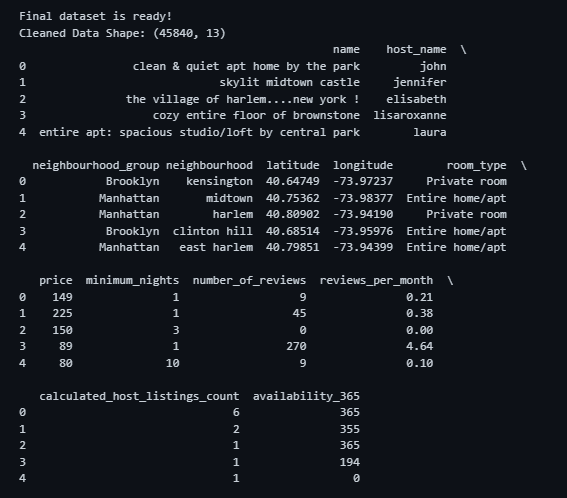 Final dataset is ready!
Cleaned Data Shape: (45840, 13)
name host_name \
0 clean & quiet apt home by the park john
1 skylit midtown castle jennifer
2 the village of harlem....new york ! elisabeth
3 cozy entire floor of brownstone lisaroxanne
4 entire apt: spacious studio/loft by central park laura
neighbourhood_group neighbourhood latitude longitude room_type \
0 Brooklyn kensington 40.64749 -73.97237 Private room
1 Manhattan midtown 40.75362 -73.98377 Entire home/apt
2 Manhattan harlem 40.80902 -73.94190 Private room
3 Brooklyn clinton hill 40.68514 -73.95976 Entire home/apt
4 Manhattan east harlem 40.79851 -73.94399 Entire home/apt
price minimum_nights number_of_reviews reviews_per_month \
0 149 1 9 0.21
1 225 1 45 0.38
2 150 3 0 0.00
3 89 1 270 4.64
4 80 10 9 0.10
calculated_host_listings_count availability_365
0 6 365
1 2 355
2 1 365
3 1 194
4 1 0